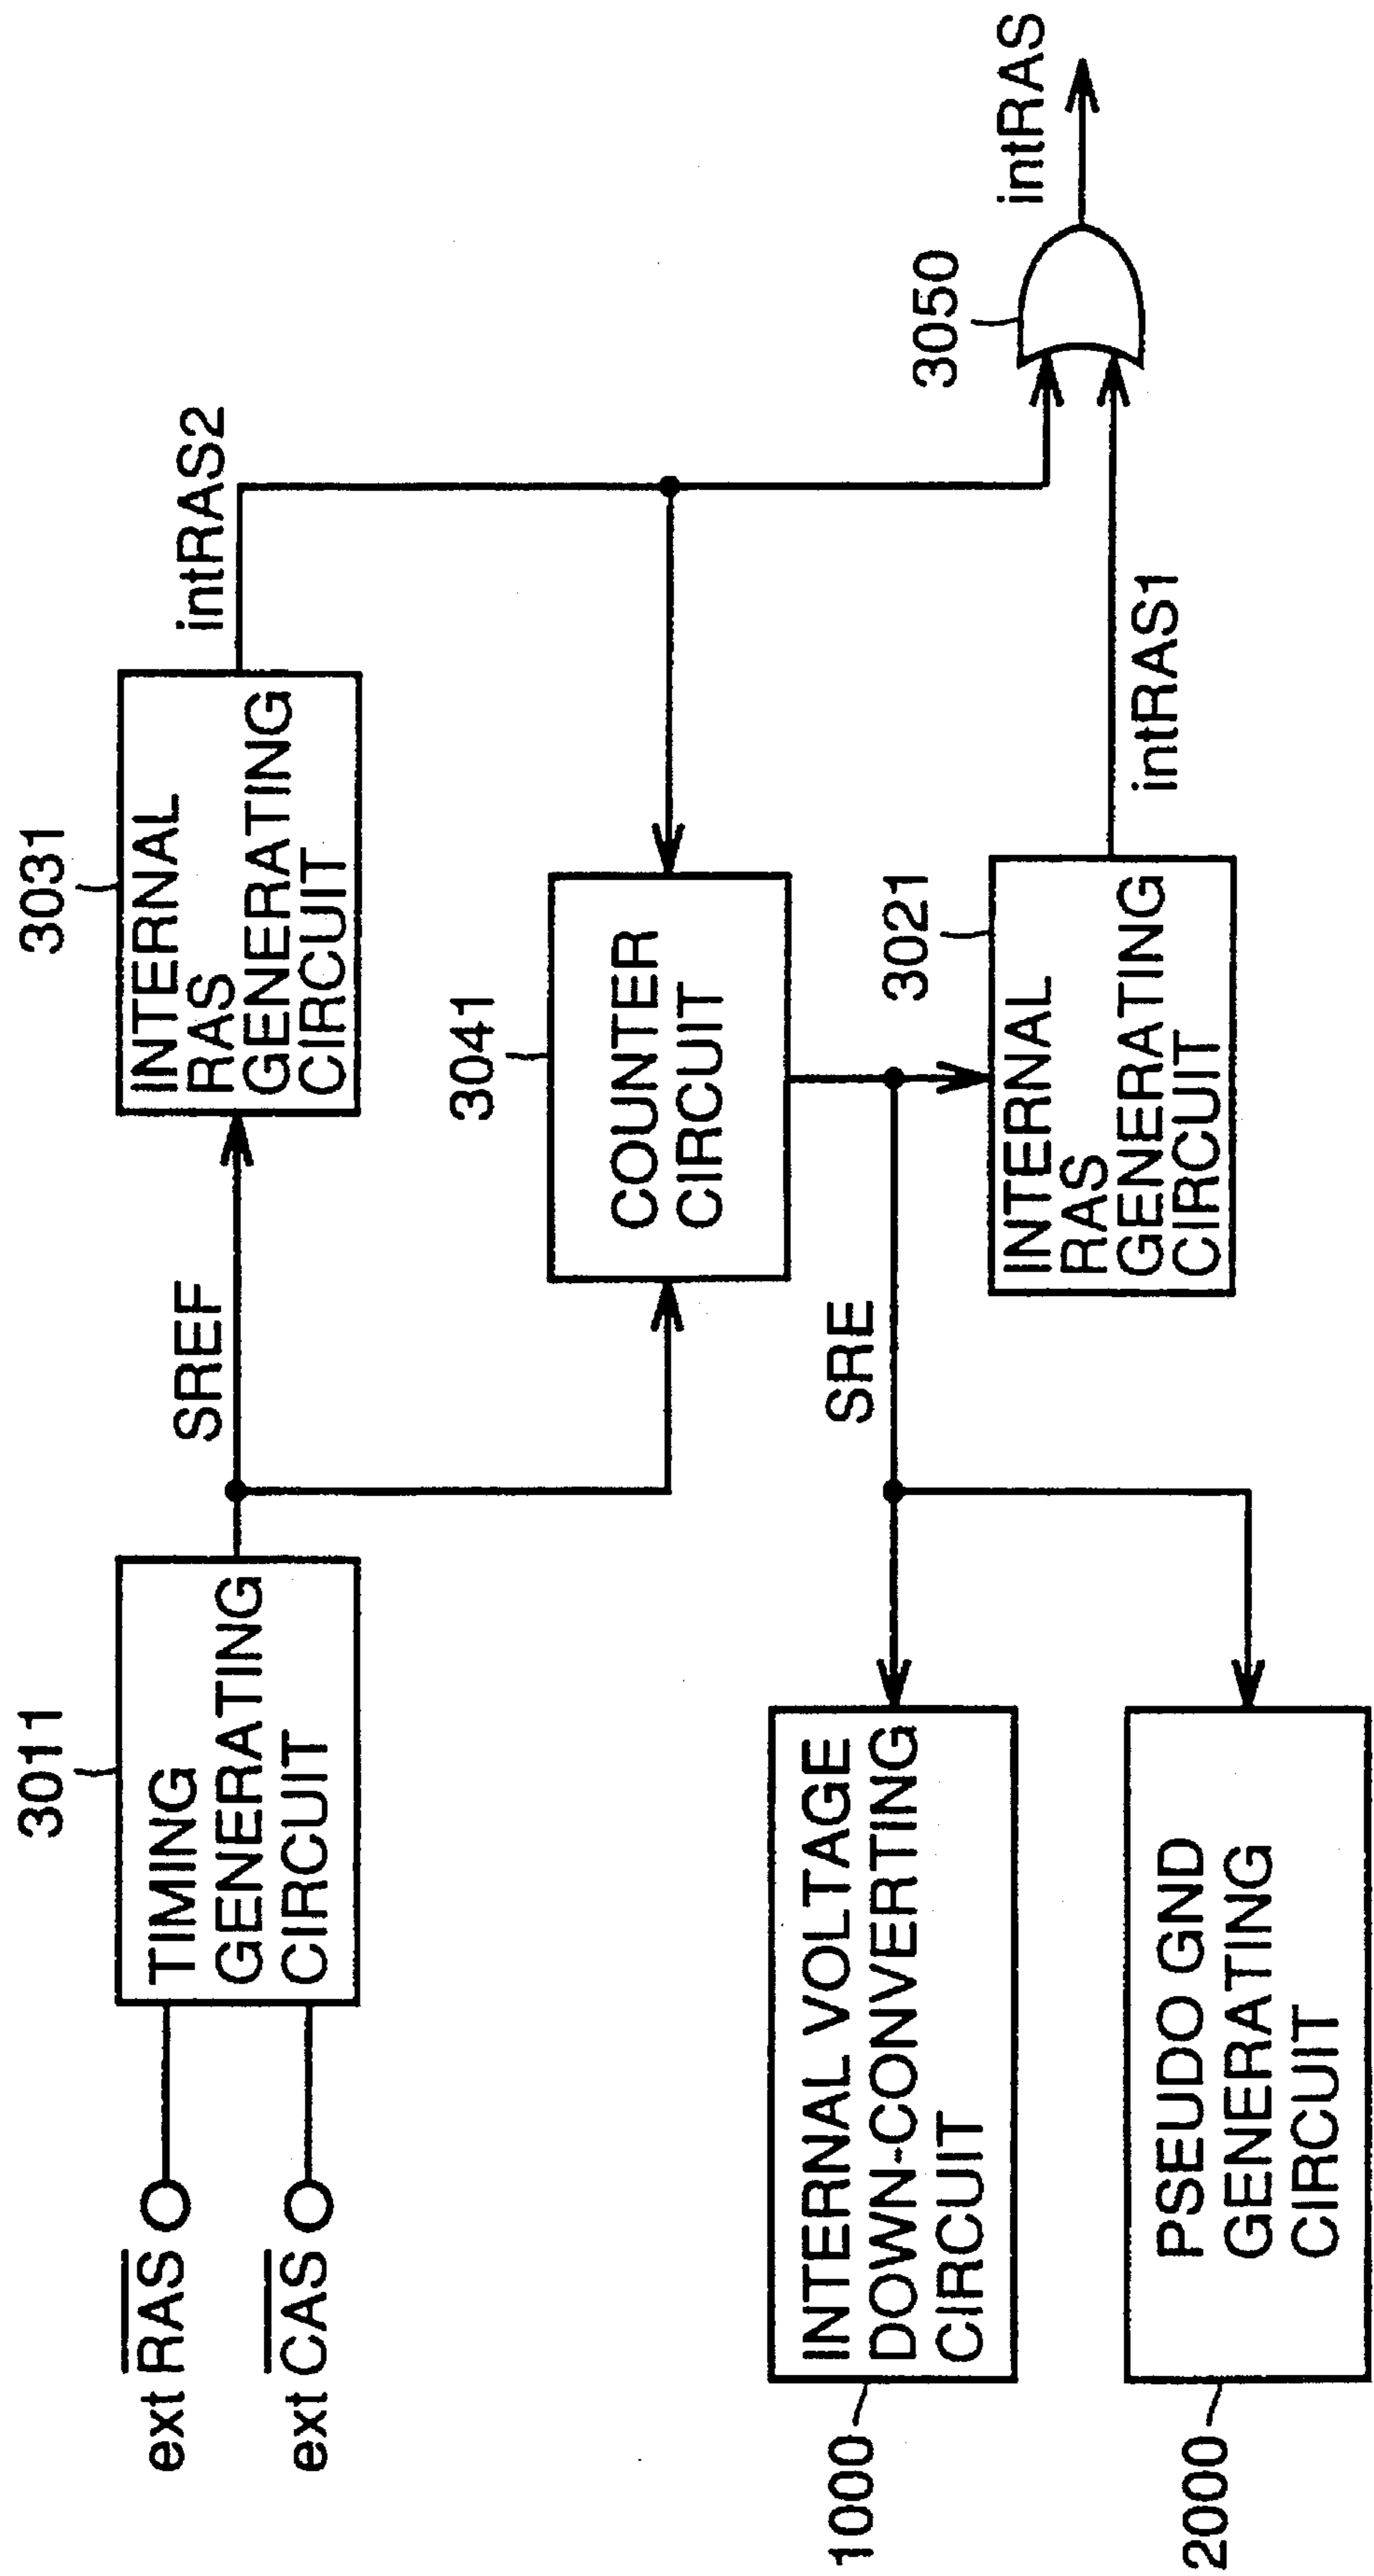 ext RAS
ext CAS
3011
TIMING
GENERATING
CIRCUIT
SREF
3031
INTERNAL
RAS
GENERATING
CIRCUIT
intRAS2
3041
COUNTER
CIRCUIT
3050
intRAS
SRE
3021
INTERNAL
RAS
GENERATING
CIRCUIT
intRAS1
1000
INTERNAL VOLTAGE
DOWN-CONVERTING
CIRCUIT
2000
PSEUDO GND
GENERATING
CIRCUIT